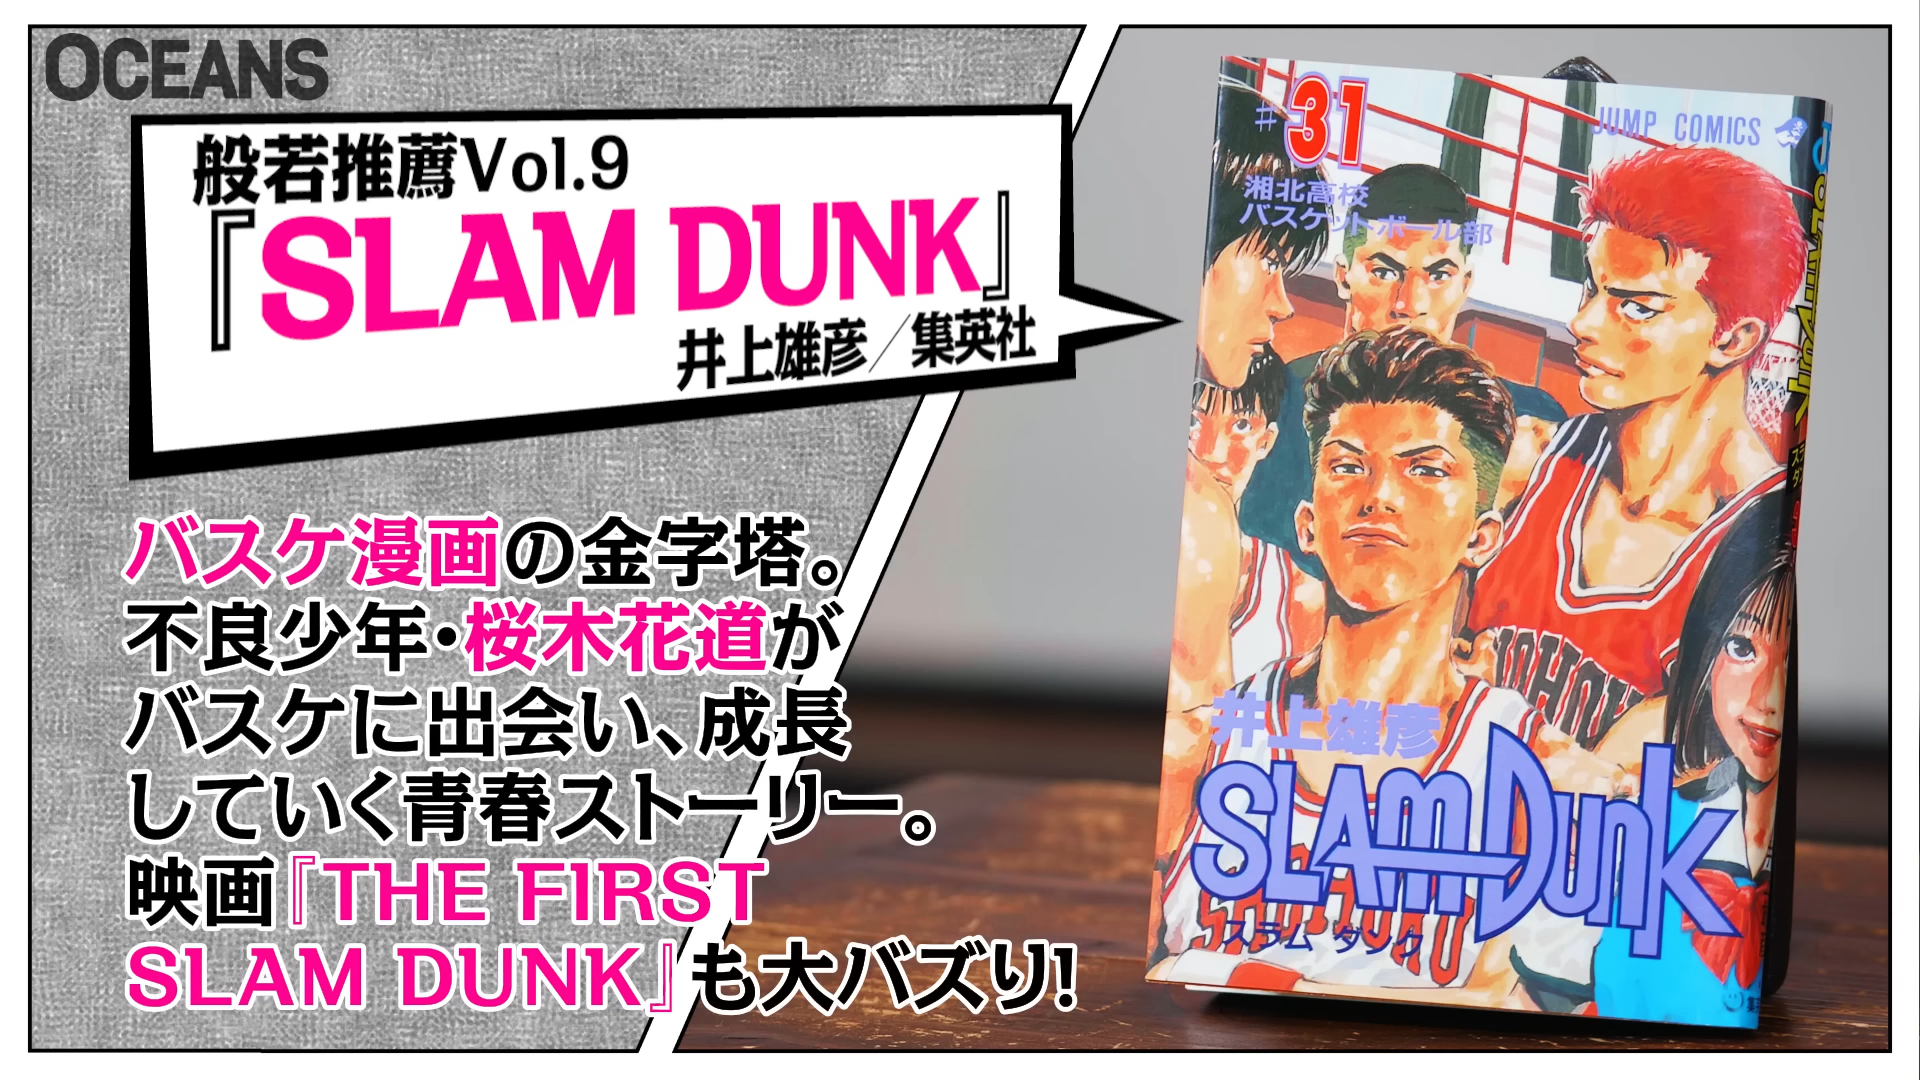 OCEANS
般若推薦Vol.9
『SLAM DUNK』
井上雄彦／集英社
バスケ漫画の金字塔。
不良少年・桜木花道が
バスケに出会い、成長
していく青春ストーリー。
映画『THE FIRST
SLAM DUNK』も大バズり!
#31
JUMP COMICS
湘北高校
バスケットボール部
井上雄彦
SLAM DUNK
スラムダンク